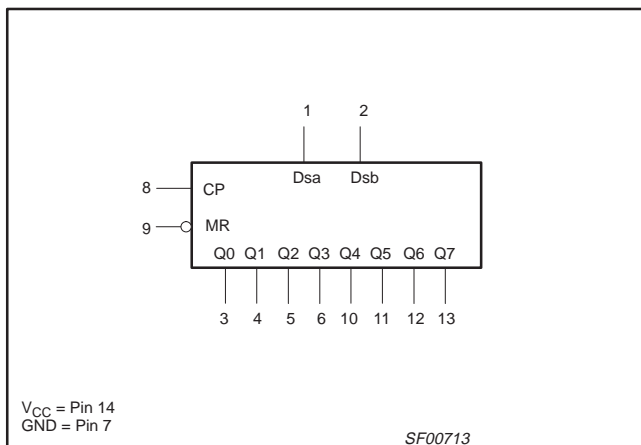 1 2
Dsa Dsb
8 CP
9 MR
Q0 Q1 Q2 Q3 Q4 Q5 Q6 Q7
3 4 5 6 10 11 12 13
VCC = Pin 14
GND = Pin 7
SF00713